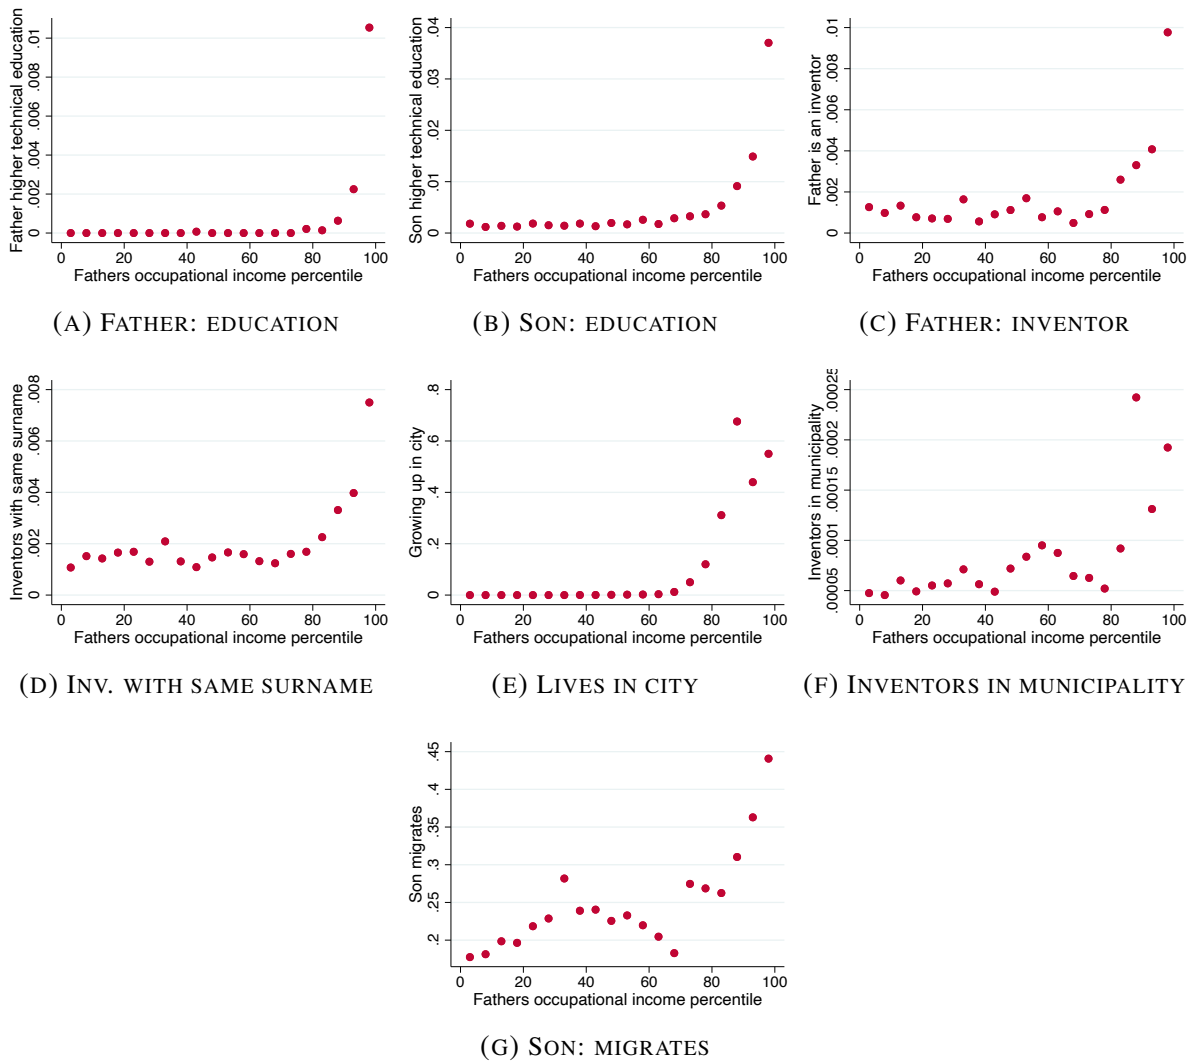 Father higher technical education
0 .002 .004 .006 .008 .01
0 20 40 60 80 100
Fathers occupational income percentile
(A) FATHER: EDUCATION
Son higher technical education
0 .01 .02 .03 .04
0 20 40 60 80 100
Fathers occupational income percentile
(B) SON: EDUCATION
Father is an inventor
0 .002 .004 .006 .008 .01
0 20 40 60 80 100
Fathers occupational income percentile
(C) FATHER: INVENTOR
Inventors with same surname
0 .002 .004 .006 .008
0 20 40 60 80 100
Fathers occupational income percentile
(D) INV. WITH SAME SURNAME
Growing up in city
0 .2 .4 .6 .8
0 20 40 60 80 100
Fathers occupational income percentile
(E) LIVES IN CITY
Inventors in municipality
.00005 .0001 .00015 .0002 .00025
0 20 40 60 80 100
Fathers occupational income percentile
(F) INVENTORS IN MUNICIPALITY
Son migrates
.2 .25 .3 .35 .4 .45
0 20 40 60 80 100
Fathers occupational income percentile
(G) SON: MIGRATES